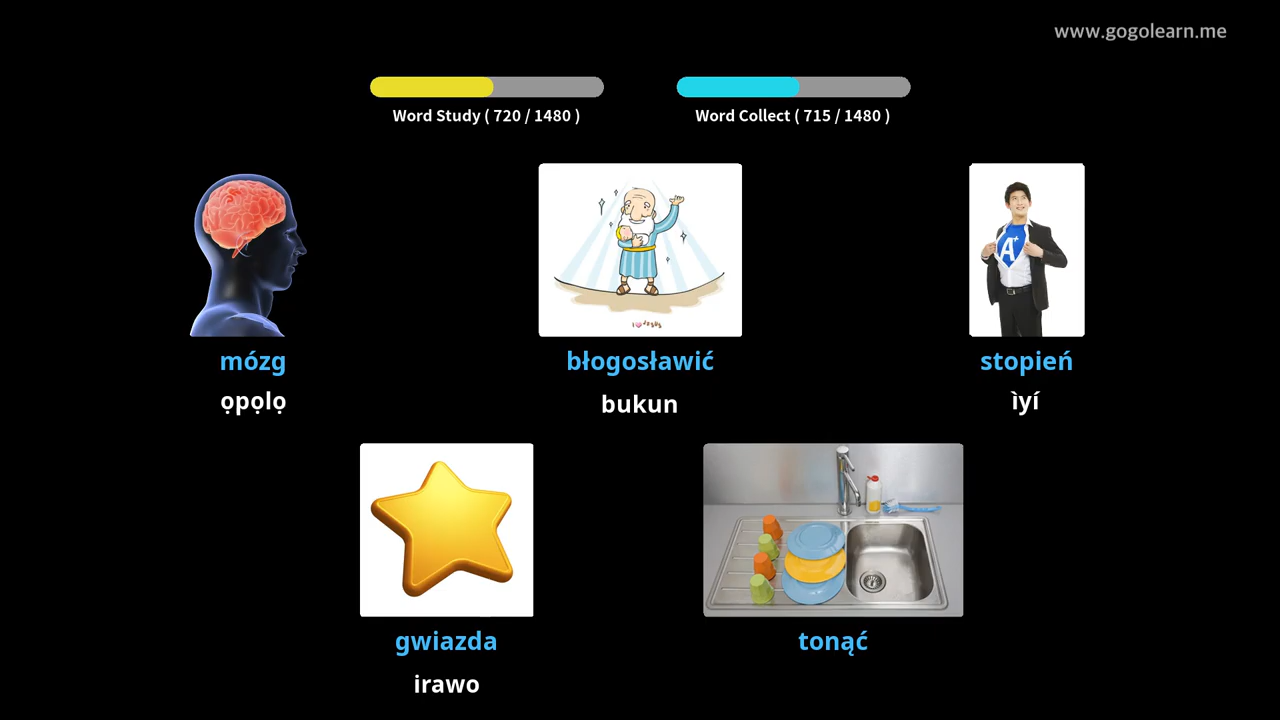 www.gogolearn.me
Word Study ( 720 / 1480 )
Word Collect ( 715 / 1480 )
A+
I ❤ JESUS
mózg
błogosławić
stopień
ọpọlọ
bukun
ìyí
gwiazda
tonąć
irawo